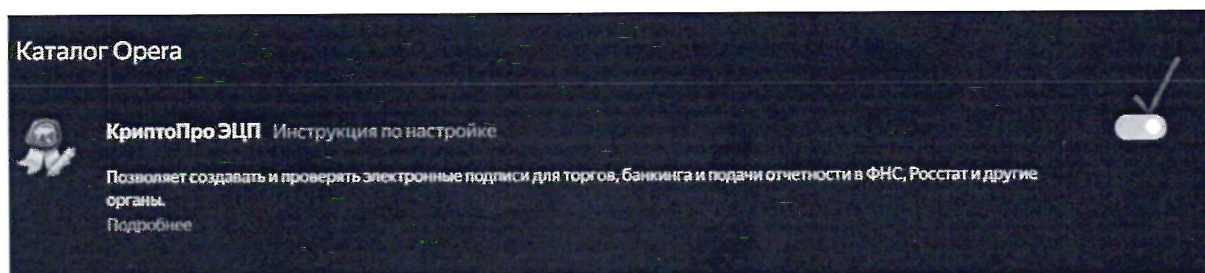 Каталог Opera
КриптоПро ЭЦП Инструкция по настройке
Позволяет создавать и проверять электронные подписи для торгов, банкинга и подачи отчетности в ФНС, Росстат и другие
органы.
Подробнее